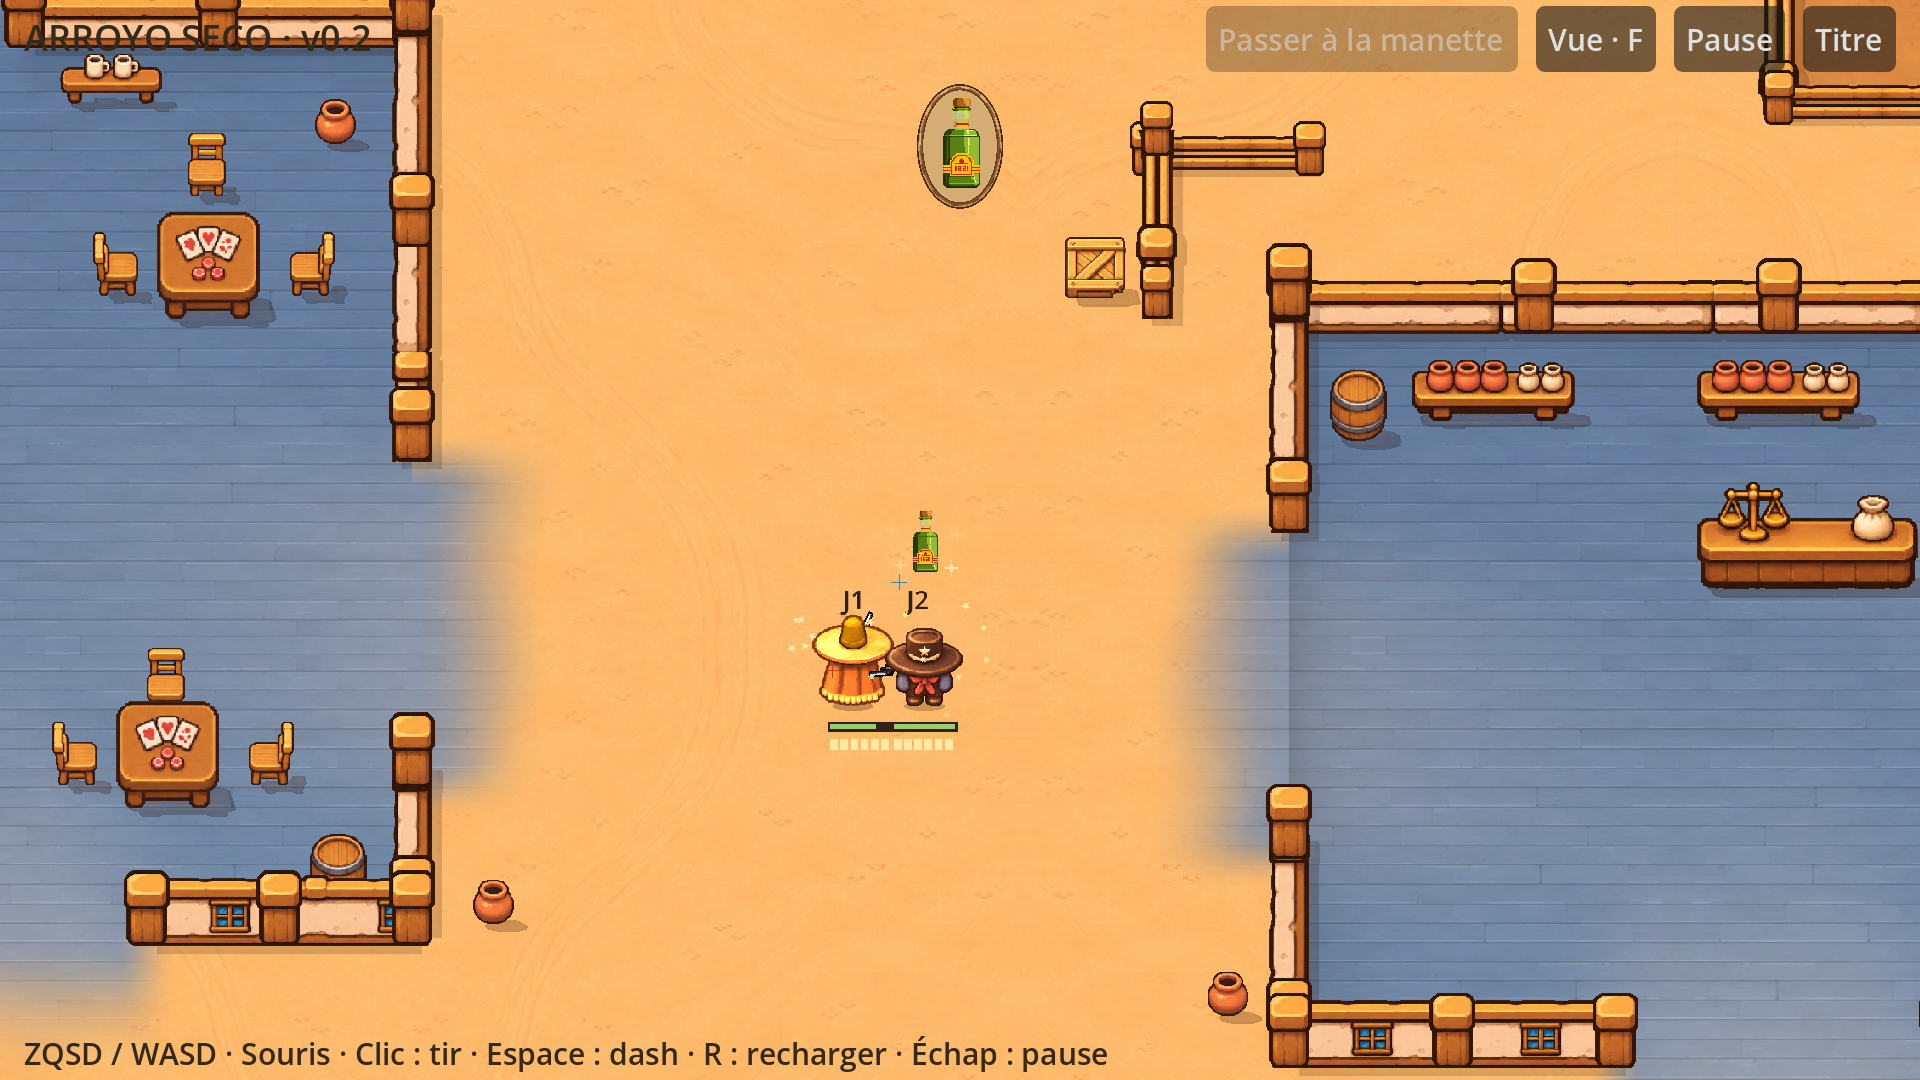 ARROYO SECO · v0.2
Passer à la manette
Vue · F
Pause
Titre
1821
J1
J2
ZQSD / WASD · Souris · Clic : tir · Espace : dash · R : recharger · Échap : pause